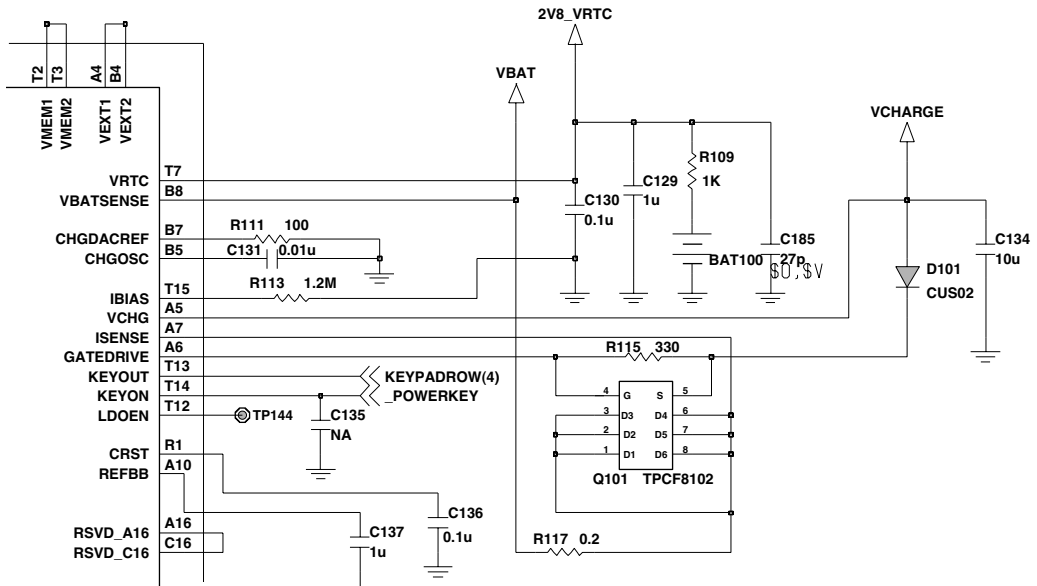 2V8_VRTC
VBAT
VCHARGE
T2
T3
A4
B4
VMEM1
VMEM2
VEXT1
VEXT2
VRTC T7
VBATSENSE B8
CHGDACREF B7
CHGOSC B5
IBIAS T15
VCHG A5
ISENSE A7
GATEDRIVE A6
KEYOUT T13
KEYON T14
LDOEN T12
CRST R1
REFBB A10
RSVD_A16 A16
RSVD_C16 C16
R111 100
C131 0.01u
R113 1.2M
C130
0.1u
C129
1u
R109
1K
BAT100
C185
27p
$0,$V
D101
CUS02
C134
10u
R115 330
KEYPADROW(4)
_POWERKEY
TP144
C135
NA
4 G S 5
3 D3 D4 6
2 D2 D5 7
1 D1 D6 8
Q101 TPCF8102
C136
0.1u
C137
1u
R117 0.2